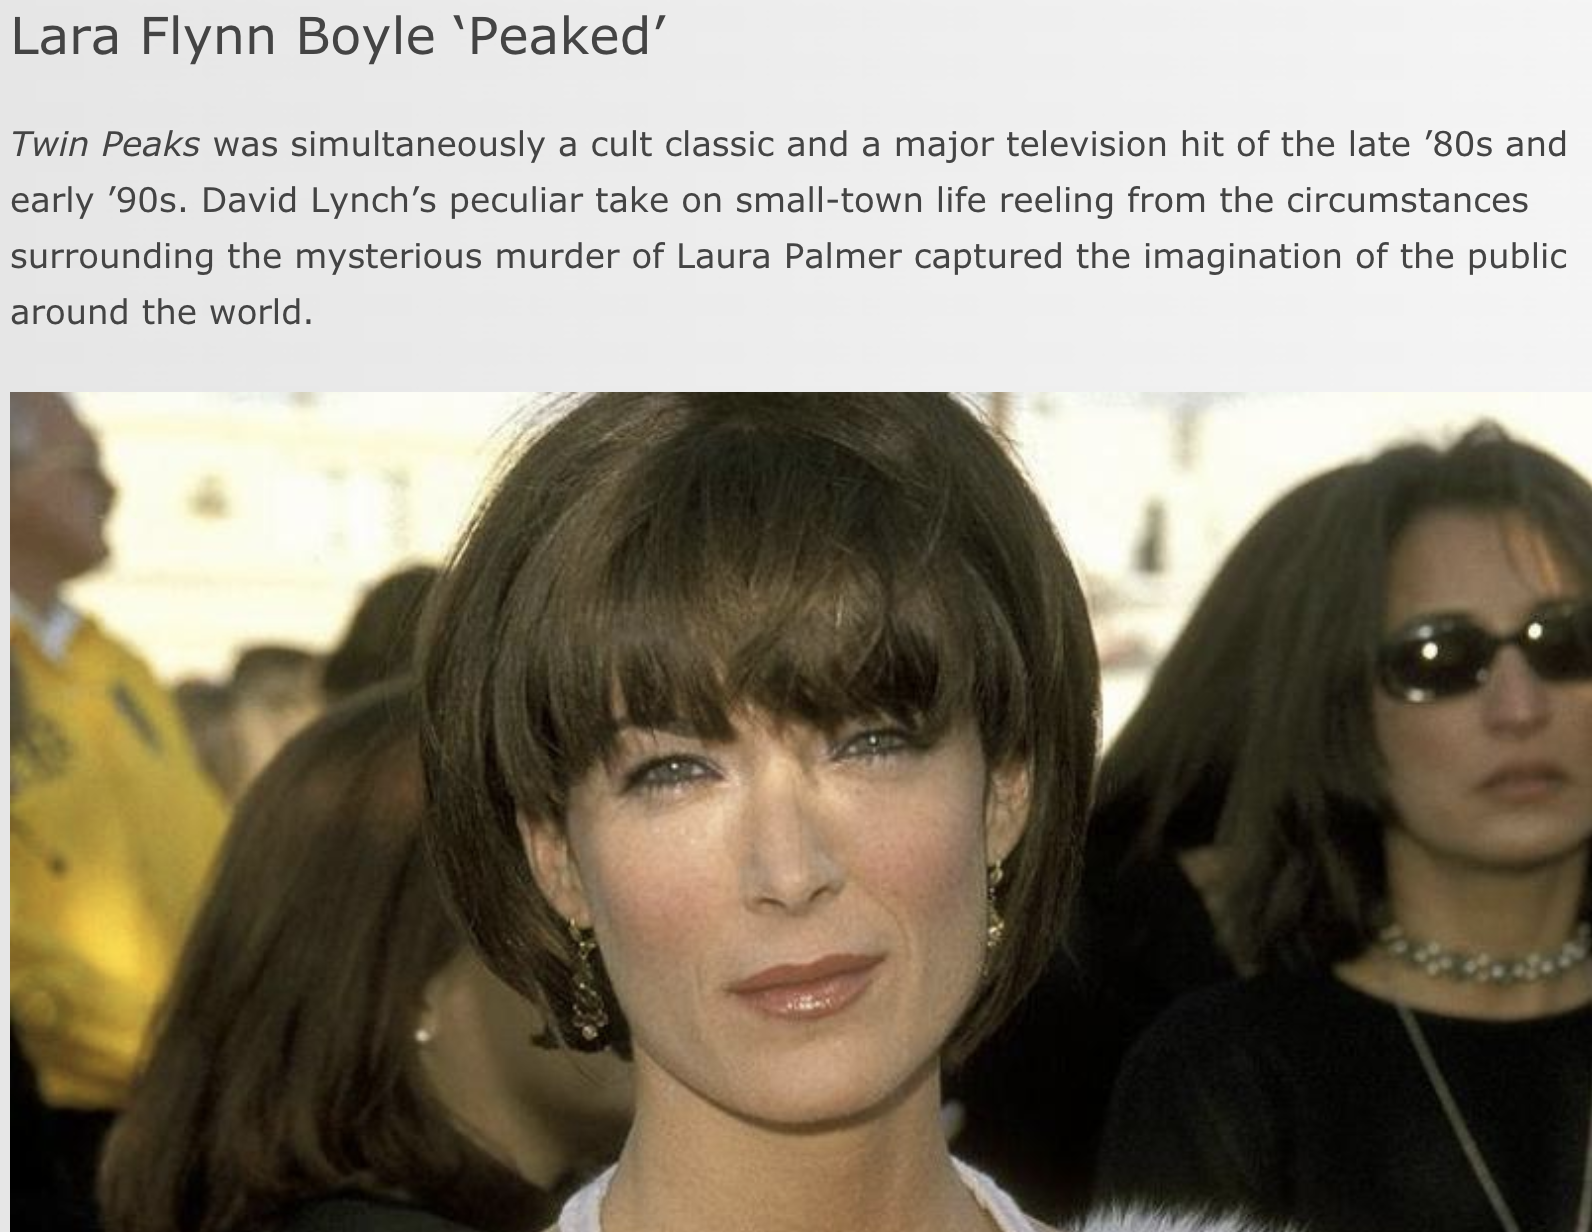 Lara Flynn Boyle ‘Peaked’
Twin Peaks was simultaneously a cult classic and a major television hit of the late ’80s and
early ’90s. David Lynch’s peculiar take on small-town life reeling from the circumstances
surrounding the mysterious murder of Laura Palmer captured the imagination of the public
around the world.